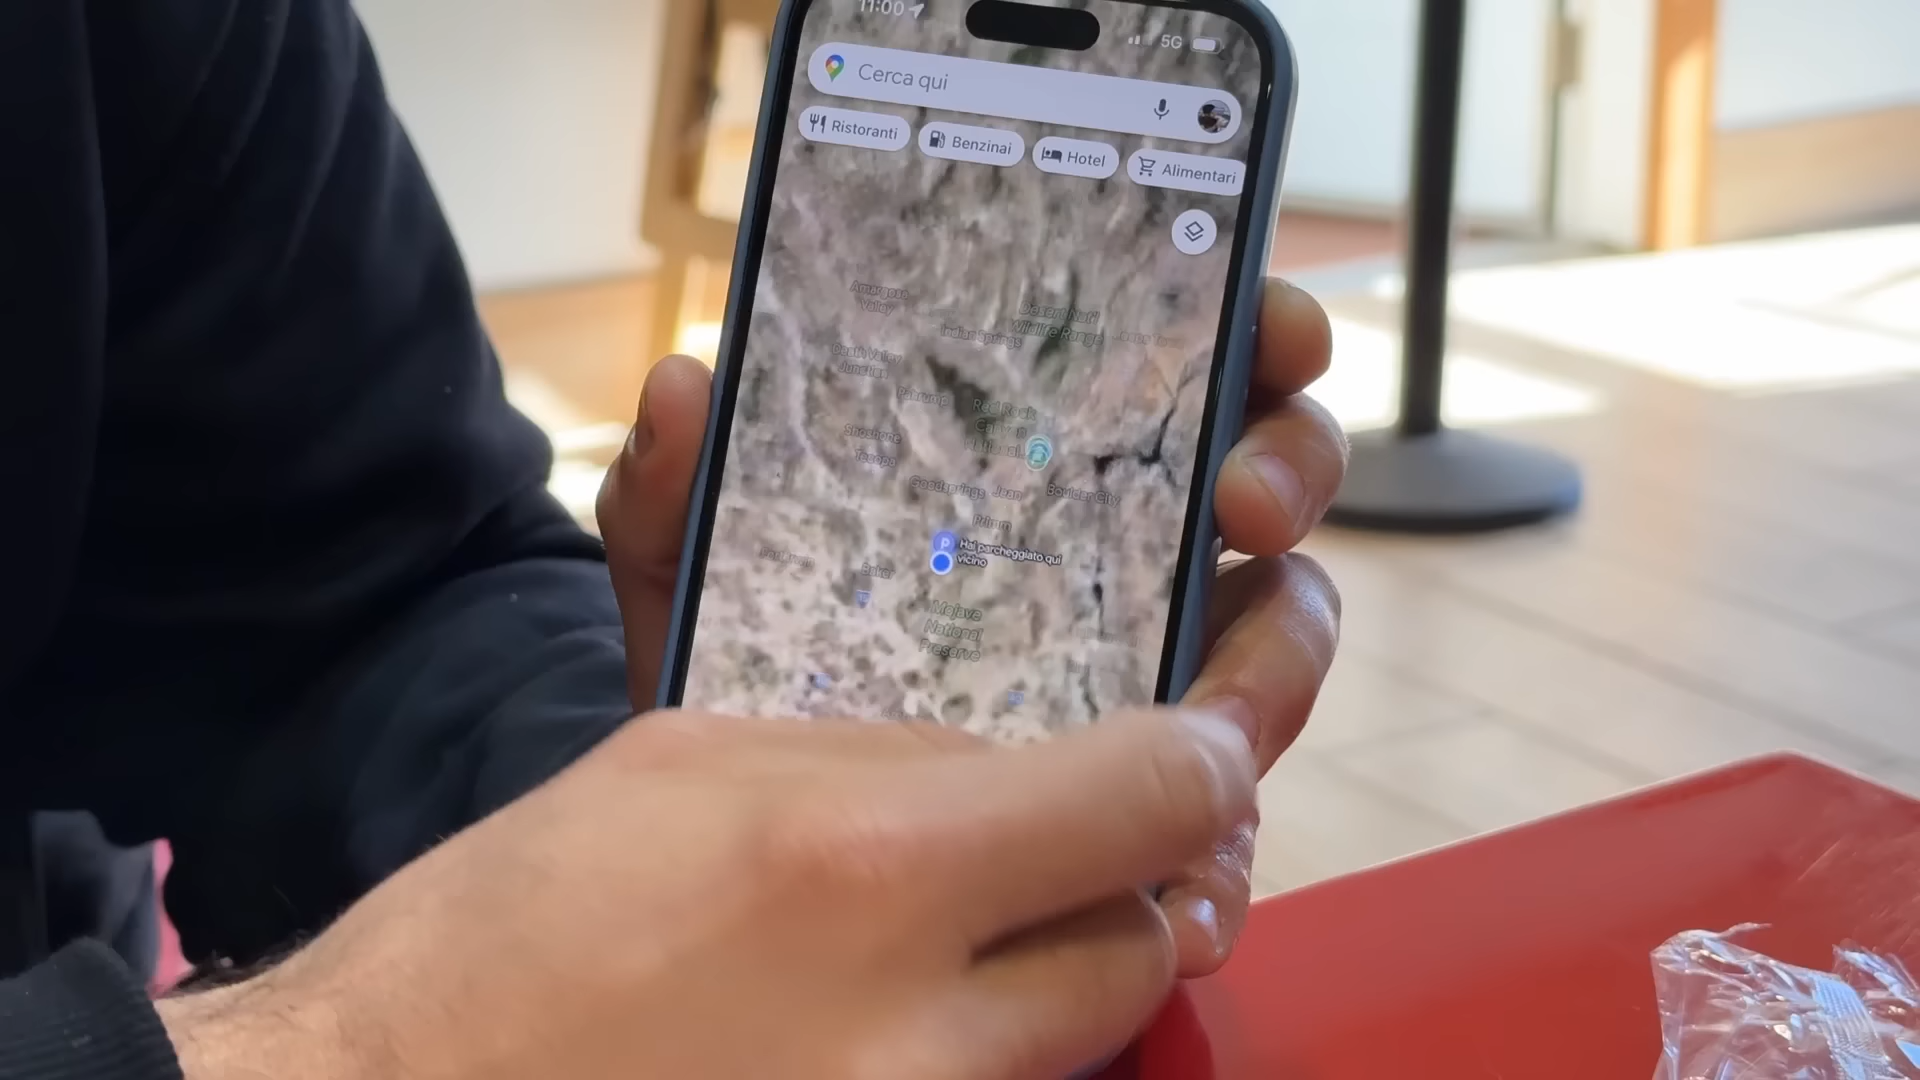 11:00
5G
Cerca qui
Ristoranti
Benzinai
Hotel
Alimentari
Amargosa
Valley
Desert Nat'l
Wildlife Range
Indian Springs
Death Valley
Junction
Pahrump
Red Rock
Canyon
National...
Shoshone
Tecopa
Goodsprings
Jean
Boulder City
Primm
P
Hai parcheggiato qui
vicino
Baker
Mojave
National
Preserve